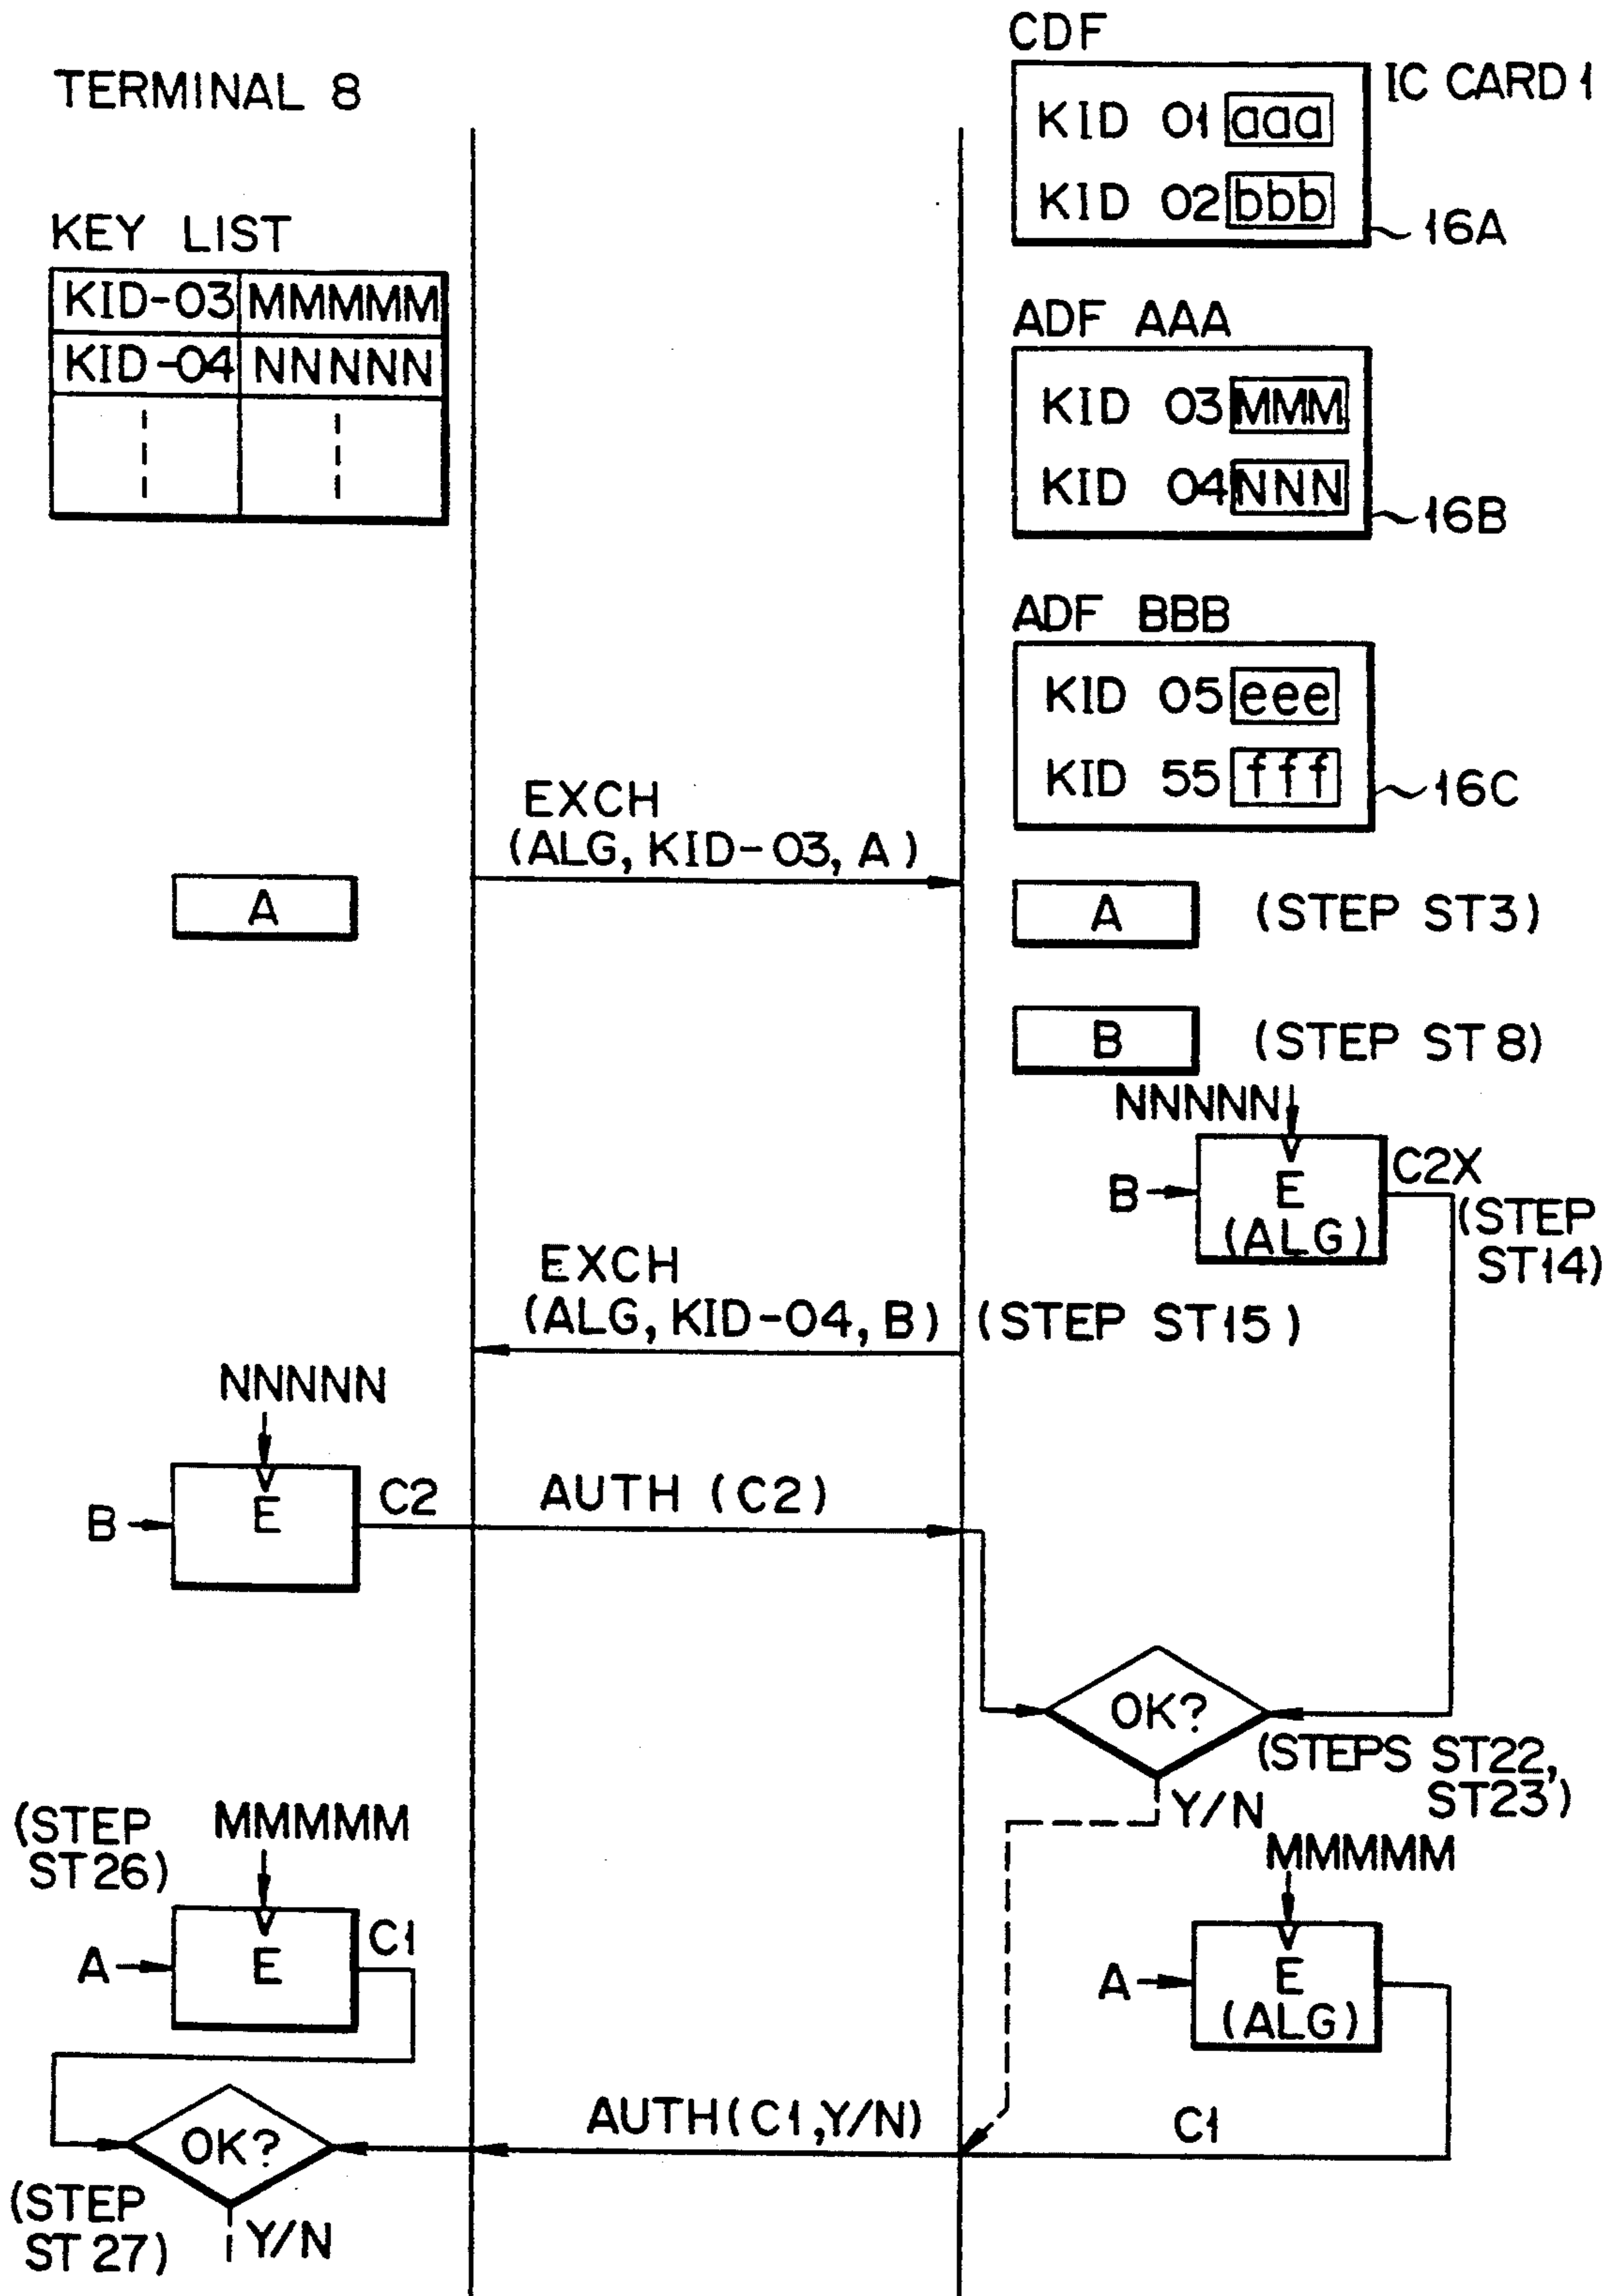 CDF
TERMINAL 8
IC CARD 1
KID 01 aaa
KID 02 bbb
16A
KEY LIST
KID-03 MMMMM
KID-04 NNNNN
ADF AAA
KID 03 MMM
KID 04 NNN
16B
ADF BBB
KID 05 eee
KID 55 fff
16C
EXCH
(ALG, KID-03, A)
A
A (STEP ST3)
B (STEP ST8)
NNNNN
B
E
(ALG)
C2X
(STEP
ST14)
EXCH
(ALG, KID-04, B) (STEP ST15)
NNNNN
B
E
C2
AUTH (C2)
OK?
(STEPS ST22,
ST23)
Y/N
(STEP
ST26)
MMMMM
A
E
C1
MMMMM
A
E
(ALG)
C1
AUTH(C1,Y/N)
OK?
(STEP
ST27)
Y/N